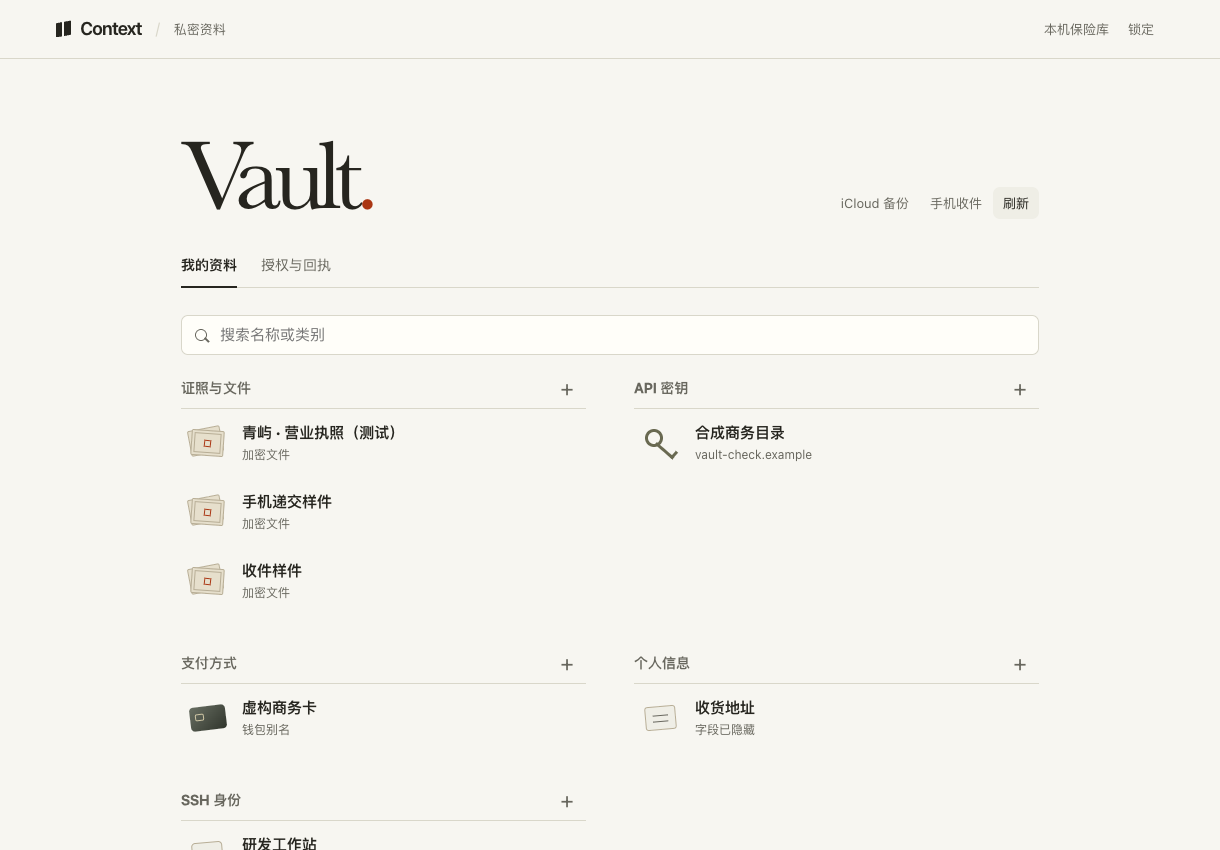 Context / 私密资料
本机保险库 锁定
Vault.
iCloud 备份 手机收件 刷新
我的资料 授权与回执
搜索名称或类别
证照与文件
青屿 · 营业执照（测试）
加密文件
手机递交样件
加密文件
收件样件
加密文件
API 密钥
合成商务目录
vault-check.example
支付方式
虚构商务卡
钱包别名
个人信息
收货地址
字段已隐藏
SSH 身份
研发工作站